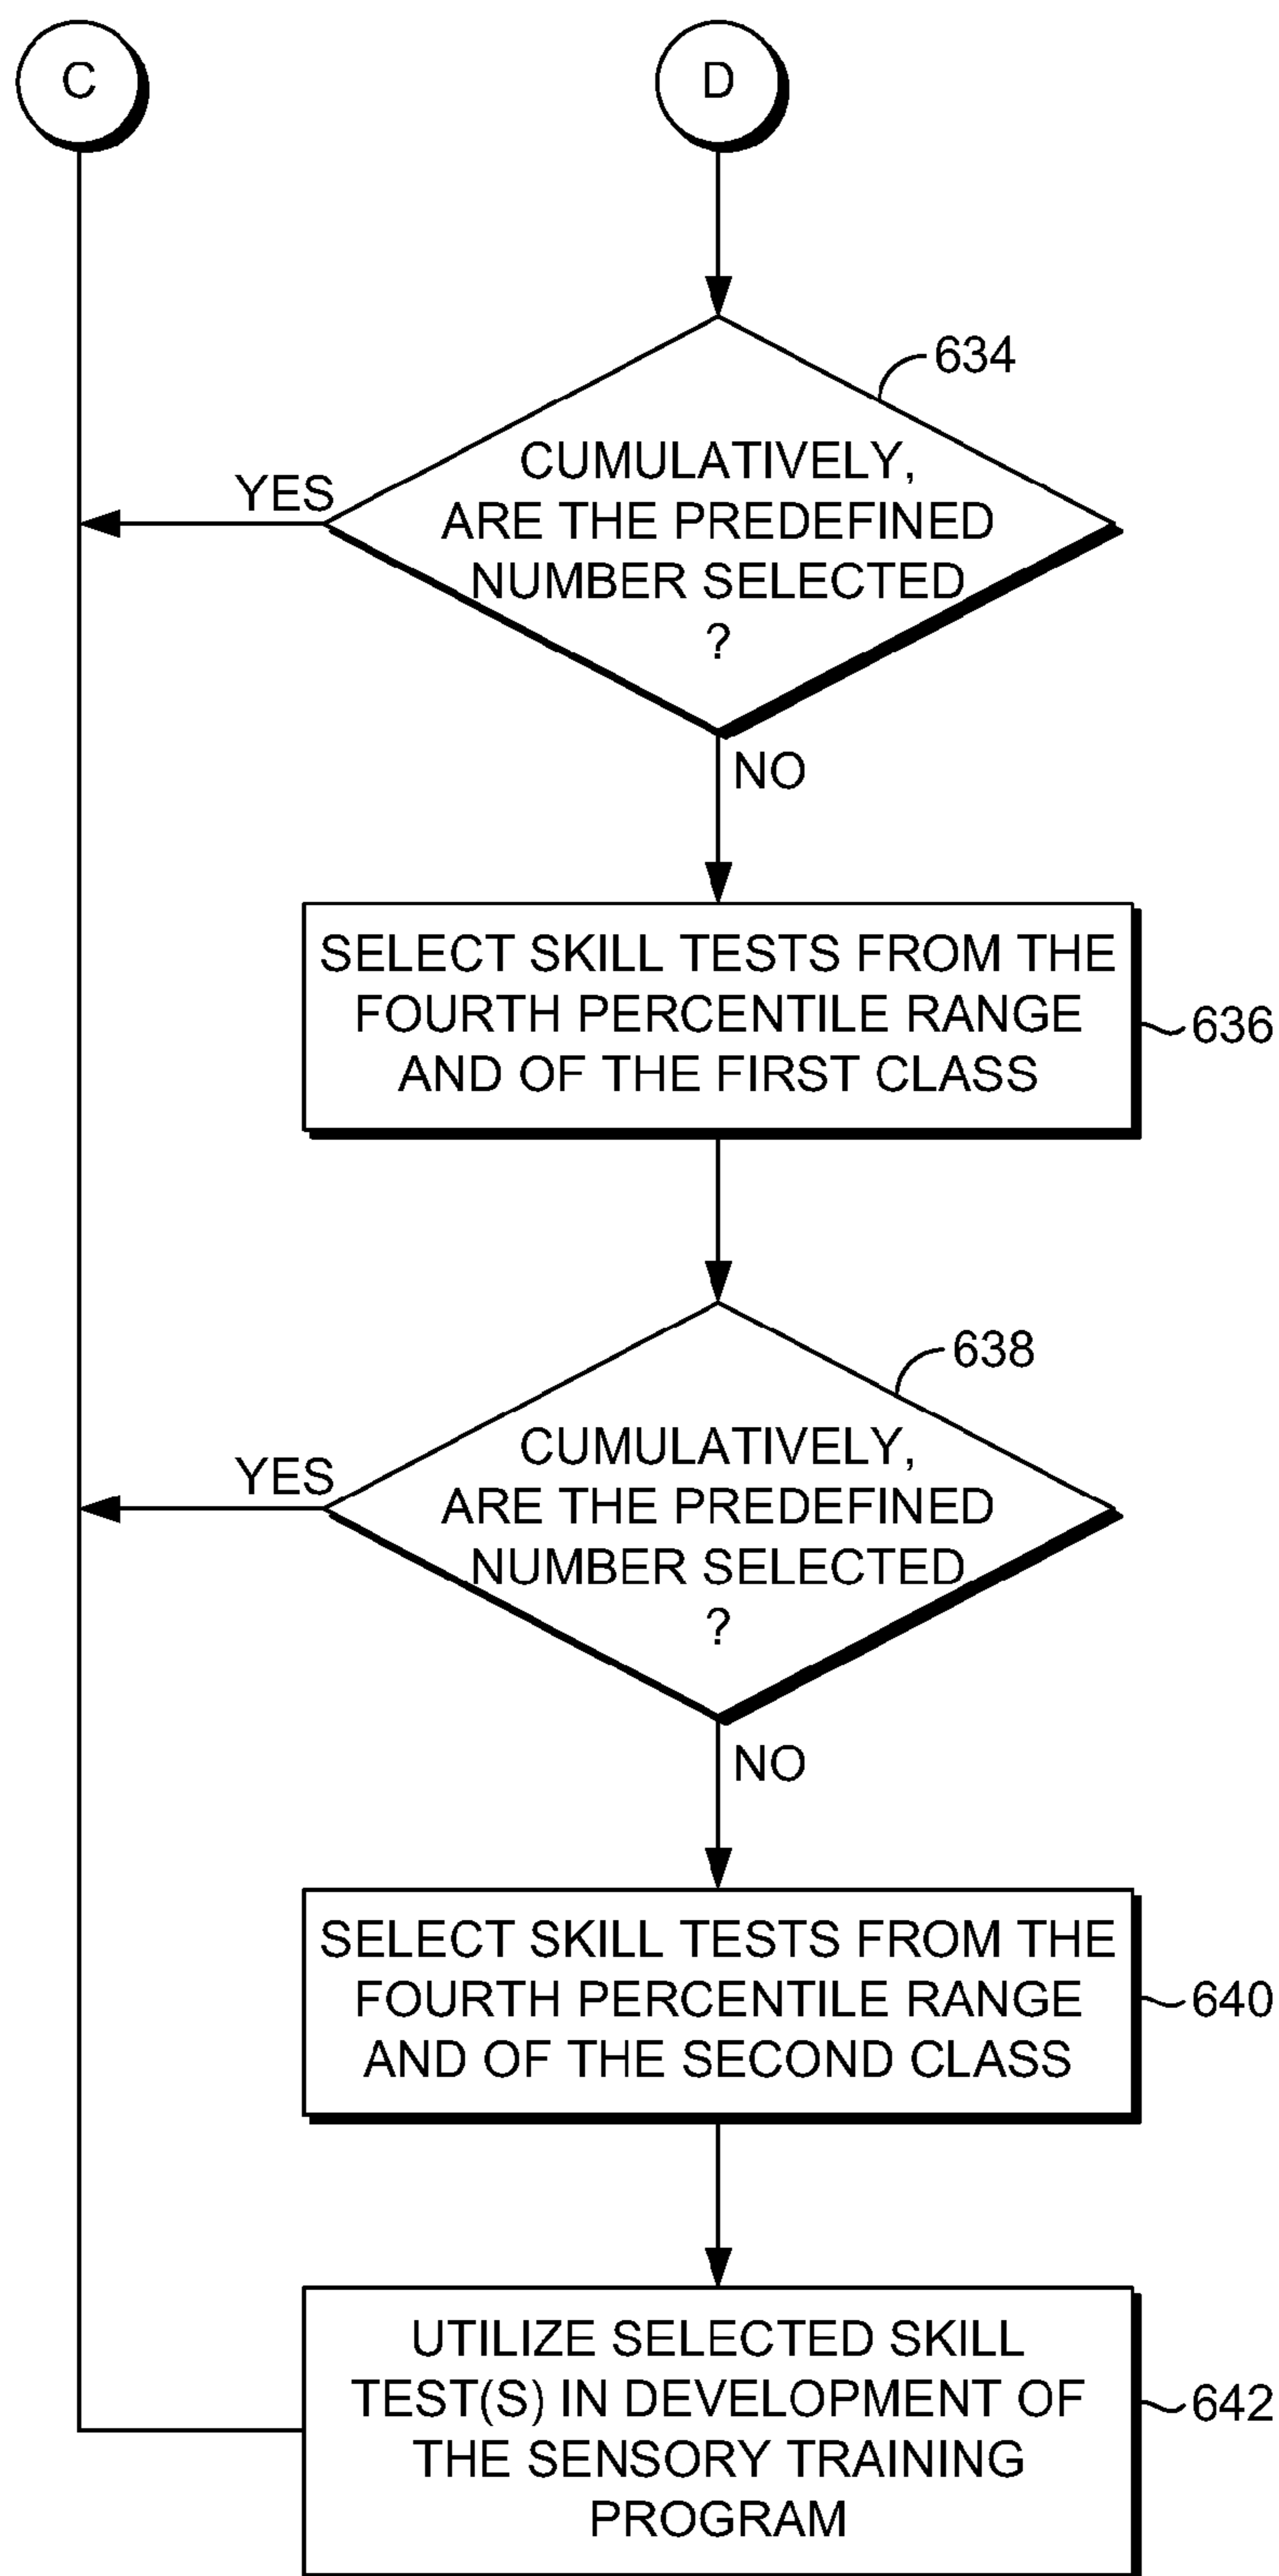 C
D
634
CUMULATIVELY,
ARE THE PREDEFINED
NUMBER SELECTED
?
YES
NO
SELECT SKILL TESTS FROM THE
FOURTH PERCENTILE RANGE
AND OF THE FIRST CLASS
636
638
CUMULATIVELY,
ARE THE PREDEFINED
NUMBER SELECTED
?
YES
NO
SELECT SKILL TESTS FROM THE
FOURTH PERCENTILE RANGE
AND OF THE SECOND CLASS
640
UTILIZE SELECTED SKILL
TEST(S) IN DEVELOPMENT OF
THE SENSORY TRAINING
PROGRAM
642